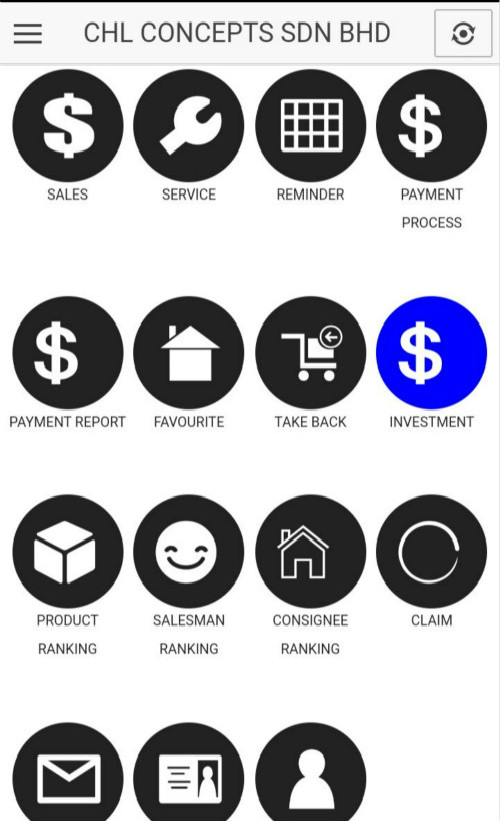 CHL CONCEPTS SDN BHD
SALES
SERVICE
REMINDER
PAYMENT
PROCESS
PAYMENT REPORT
FAVOURITE
TAKE BACK
INVESTMENT
PRODUCT
RANKING
SALESMAN
RANKING
CONSIGNEE
RANKING
CLAIM